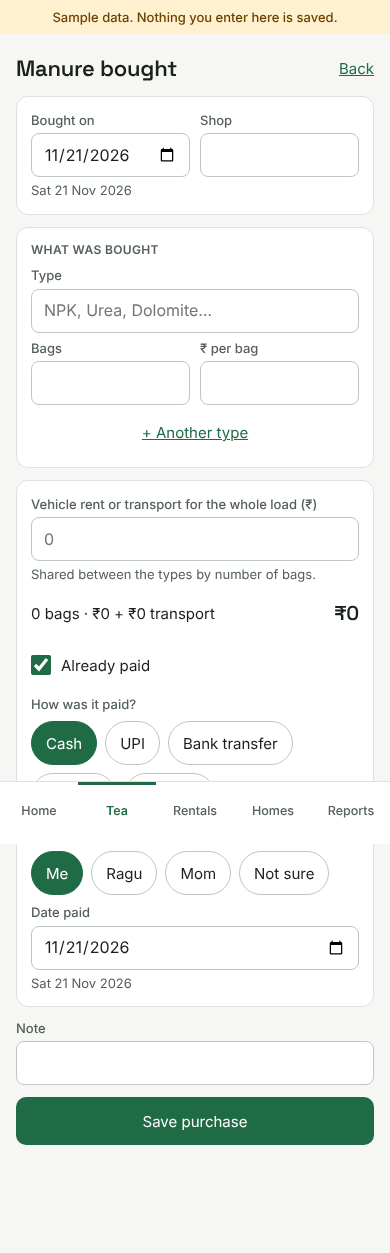 Sample data. Nothing you enter here is saved.
Manure bought
Back
Bought on
Shop
11/21/2026
Sat 21 Nov 2026
WHAT WAS BOUGHT
Type
NPK, Urea, Dolomite...
Bags
₹ per bag
+ Another type
Vehicle rent or transport for the whole load (₹)
0
Shared between the types by number of bags.
0 bags · ₹0 + ₹0 transport
₹0
Already paid
How was it paid?
Cash
UPI
Bank transfer
Home
Tea
Rentals
Homes
Reports
Me
Ragu
Mom
Not sure
Date paid
11/21/2026
Sat 21 Nov 2026
Note
Save purchase